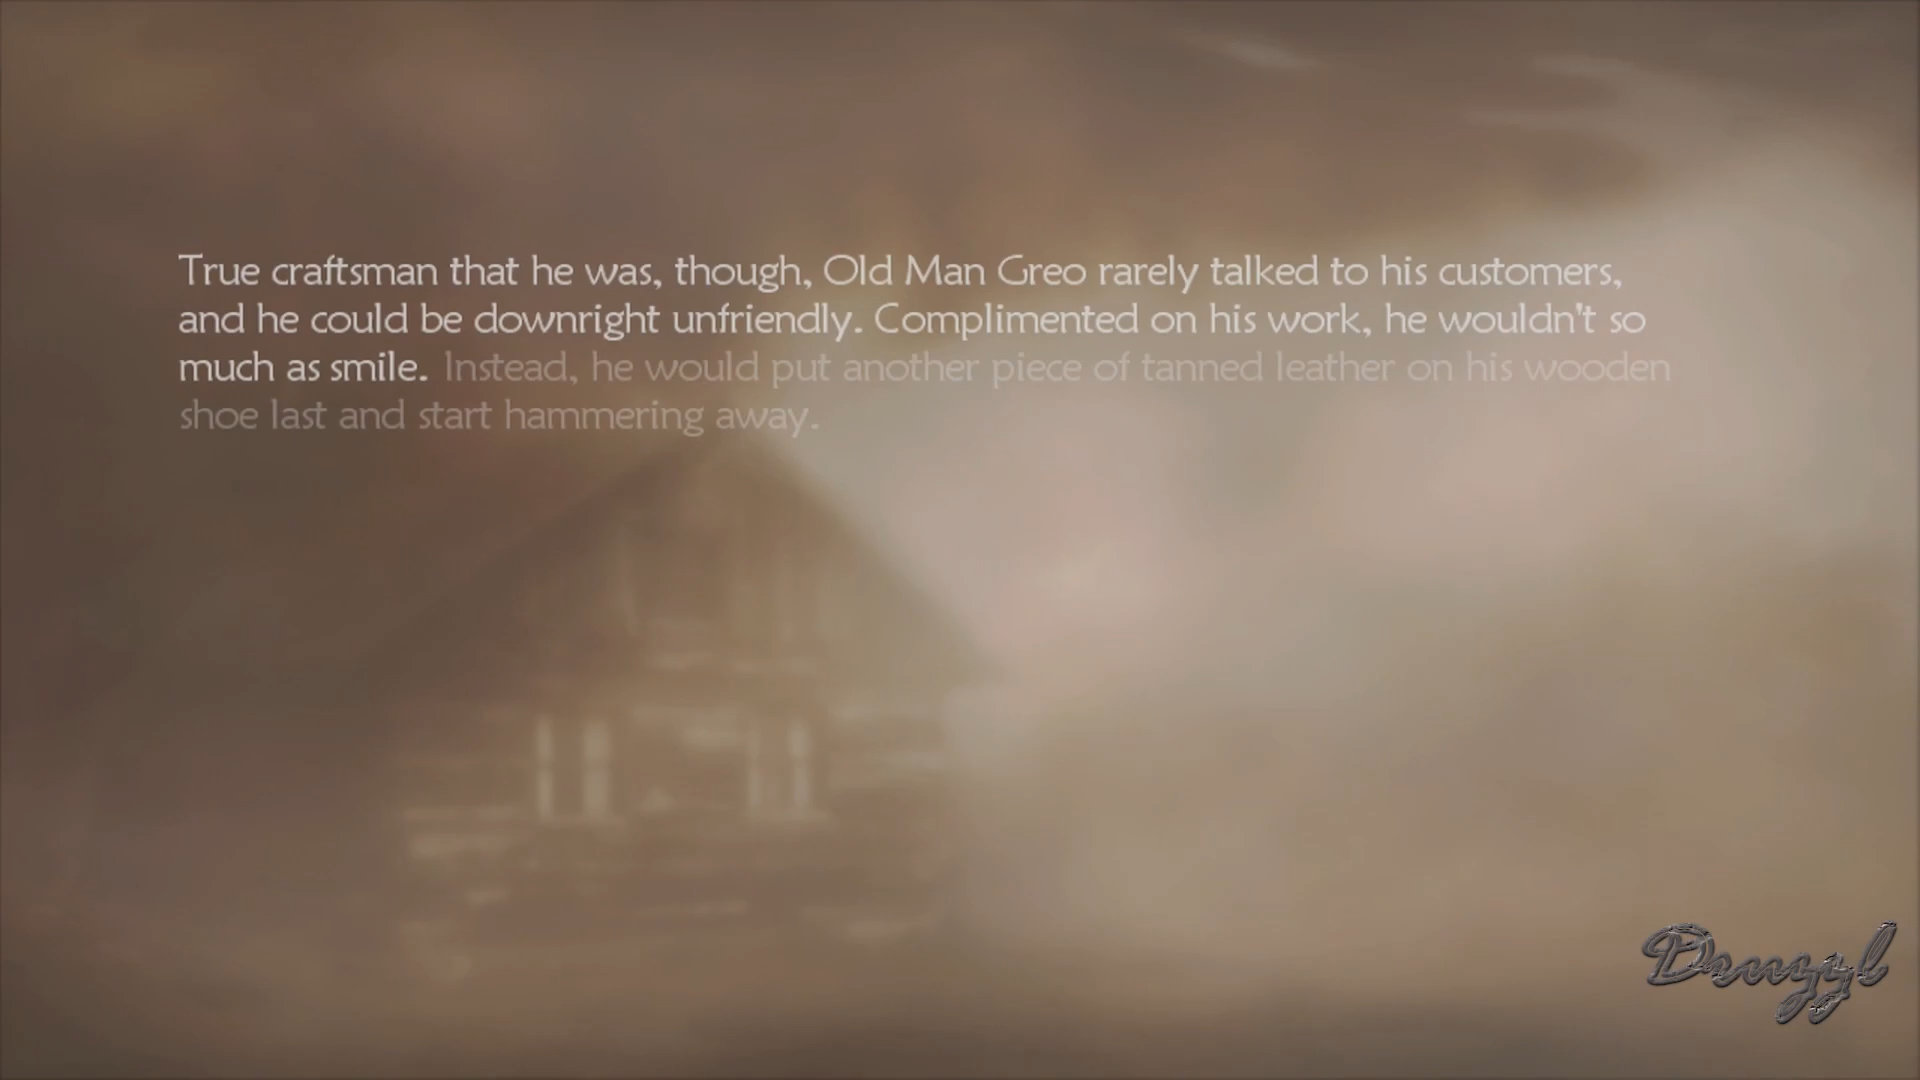 True craftsman that he was, though, Old Man Greo rarely talked to his customers,
and he could be downright unfriendly. Complimented on his work, he wouldn't so
much as smile. Instead, he would put another piece of tanned leather on his wooden
shoe last and start hammering away.
Druzyl